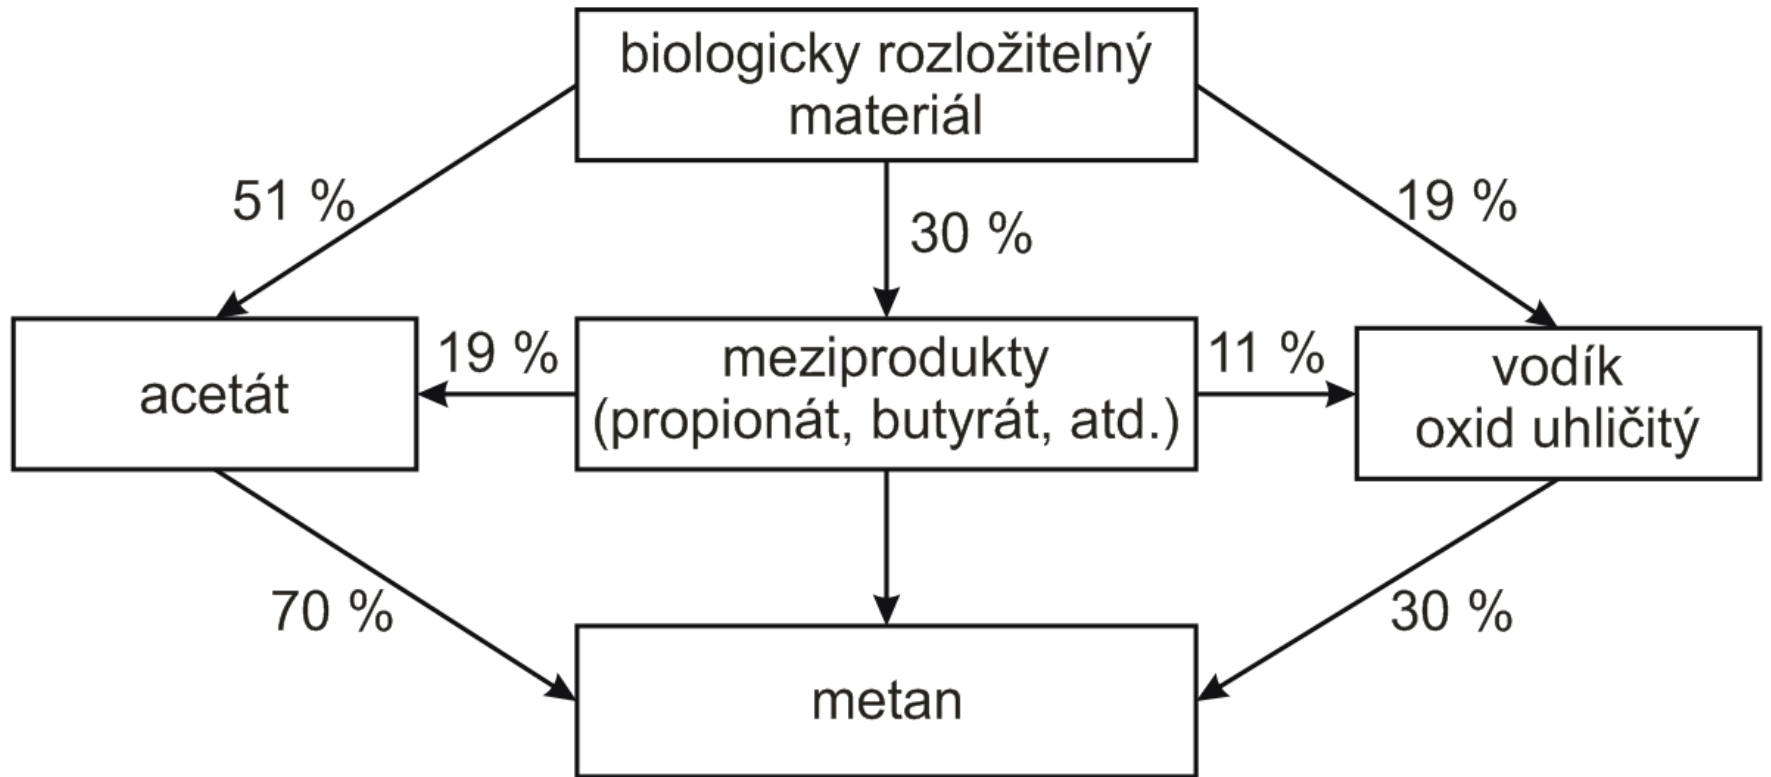 biologicky rozložitelný
materiál
51 %
30 %
19 %
acetát
19 %
meziprodukty
(propionát, butyrát, atd.)
11 %
vodík
oxid uhličitý
70 %
30 %
metan